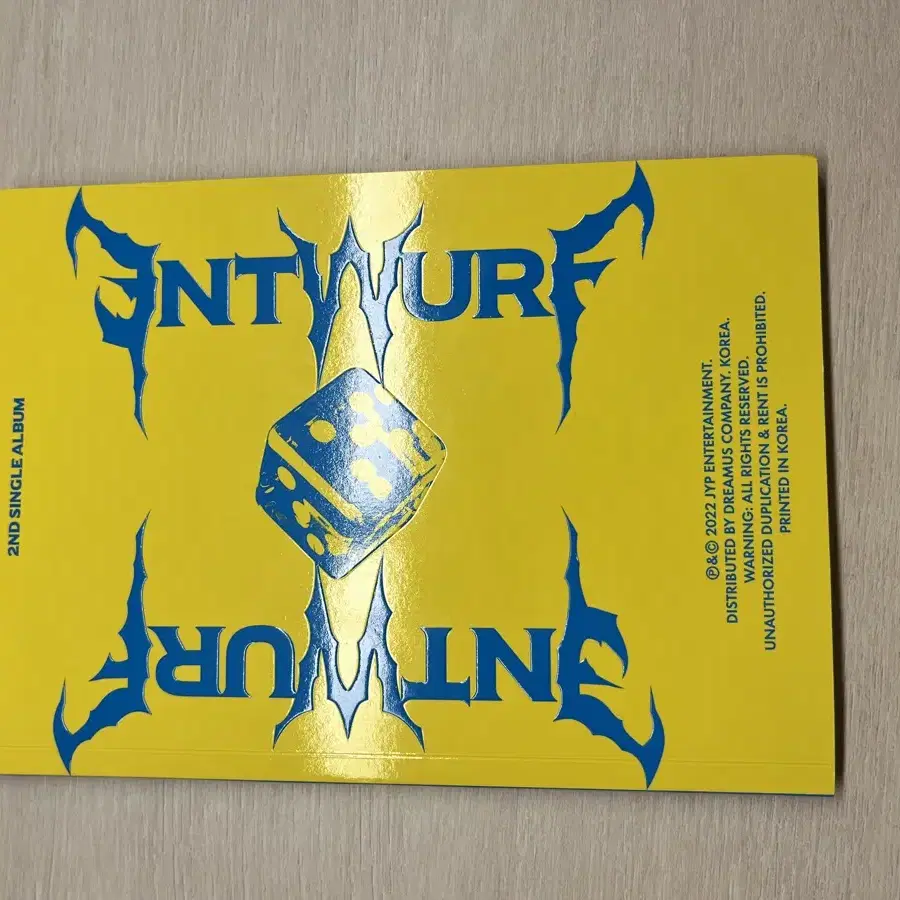 2ND SINGLE ALBUM
ENTWURF
ENTWURF
℗&© 2022 JYP ENTERTAINMENT.
DISTRIBUTED BY DREAMUS COMPANY. KOREA.
WARNING: ALL RIGHTS RESERVED.
UNAUTHORIZED DUPLICATION & RENT IS PROHIBITED.
PRINTED IN KOREA.